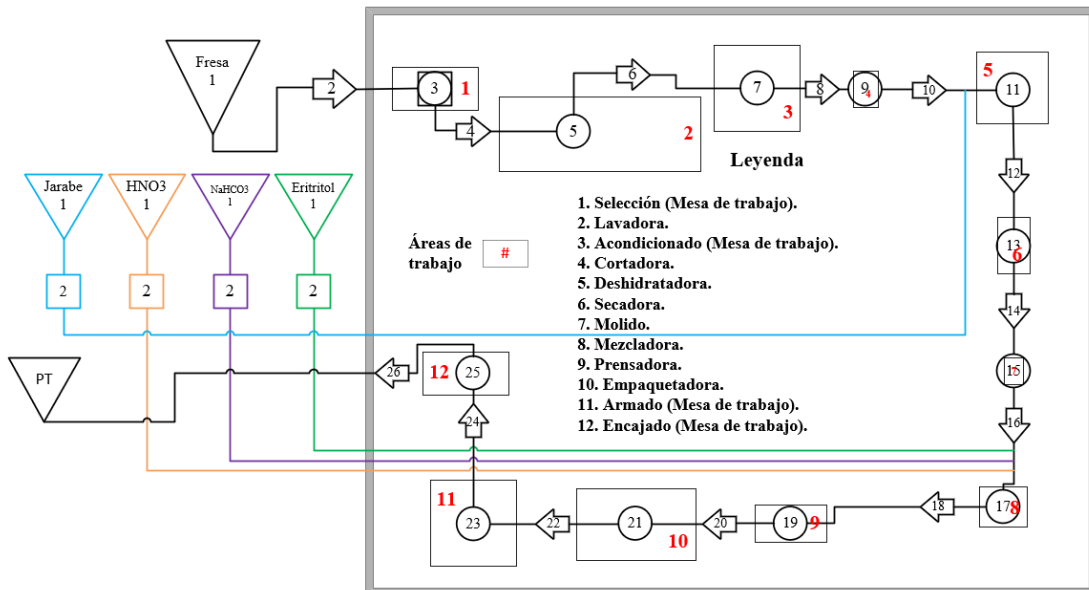 Fresa
1
2
3
1
4
5
2
6
7
3
8
9
4
10
5
11
Leyenda
1. Selección (Mesa de trabajo).
2. Lavadora.
3. Acondicionado (Mesa de trabajo).
4. Cortadora.
5. Deshidratadora.
6. Secadora.
7. Molido.
8. Mezcladora.
9. Prensadora.
10. Empaquetadora.
11. Armado (Mesa de trabajo).
12. Encajado (Mesa de trabajo).
Áreas de
trabajo
#
Jarabe
1
HNO3
1
NaHCO3
1
Eritritol
1
2
2
2
2
12
13
6
14
15
16
17
8
18
19
9
20
21
10
22
23
11
24
25
12
26
PT